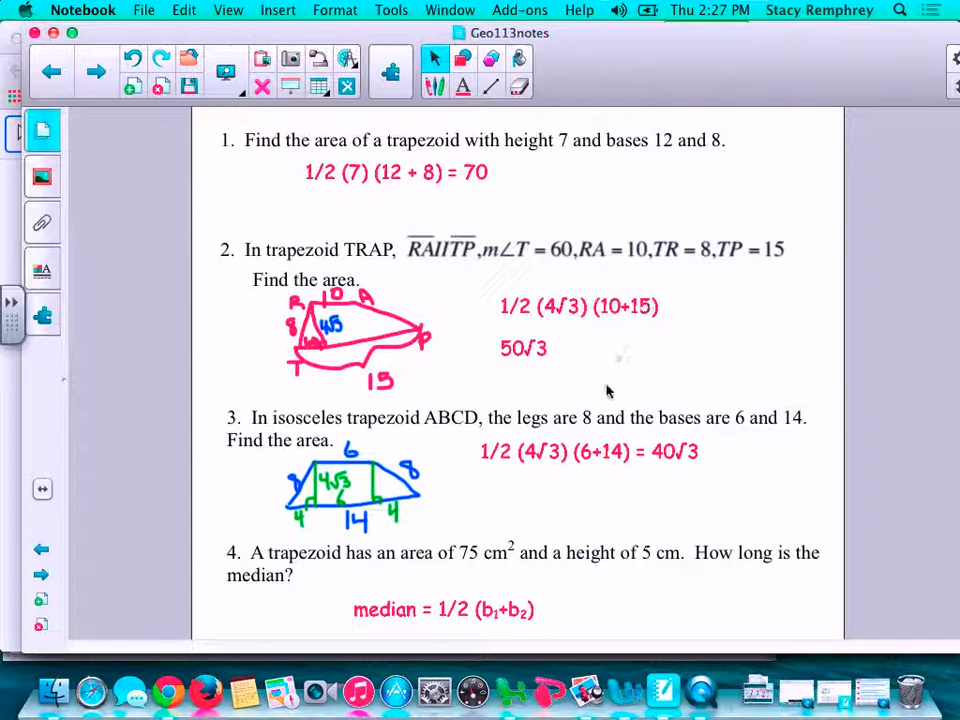 Notebook File Edit View Insert Format Tools Window Add-ons Help Thu 2:27 PM Stacy Remphrey
Geo113notes
1. Find the area of a trapezoid with height 7 and bases 12 and 8.
1/2 (7) (12 + 8) = 70
2. In trapezoid TRAP, RA||TP, m∠T = 60, RA = 10, TR = 8, TP = 15
Find the area.
R 10 A
8 4√3
60
P
T
15
1/2 (4√3) (10+15)
50√3
3. In isosceles trapezoid ABCD, the legs are 8 and the bases are 6 and 14.
Find the area.
1/2 (4√3) (6+14) = 40√3
6
8 8
4√3
6
4 14 4
4. A trapezoid has an area of 75 cm² and a height of 5 cm. How long is the
median?
median = 1/2 (b₁+b₂)